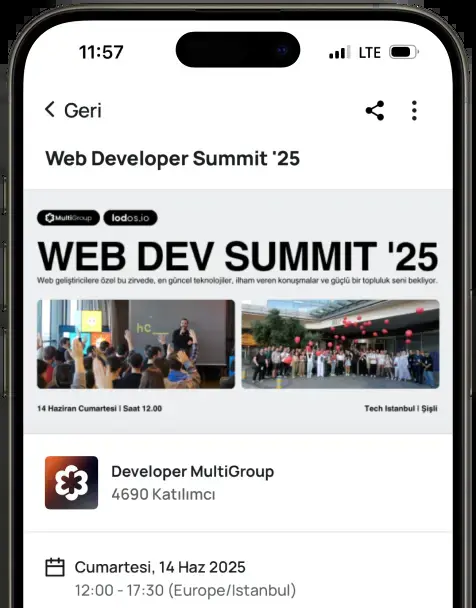 11:57
LTE
Geri
Web Developer Summit '25
MultiGroup
lodos.io
WEB DEV SUMMIT '25
Web geliştiricilere özel bu zirvede, en güncel teknolojiler, ilham veren konuşmalar ve güçlü bir topluluk seni bekliyor.
hc
14 Haziran Cumartesi | Saat 12.00
Tech Istanbul | Şişli
Developer MultiGroup
4690 Katılımcı
Cumartesi, 14 Haz 2025
12:00 - 17:30 (Europe/Istanbul)